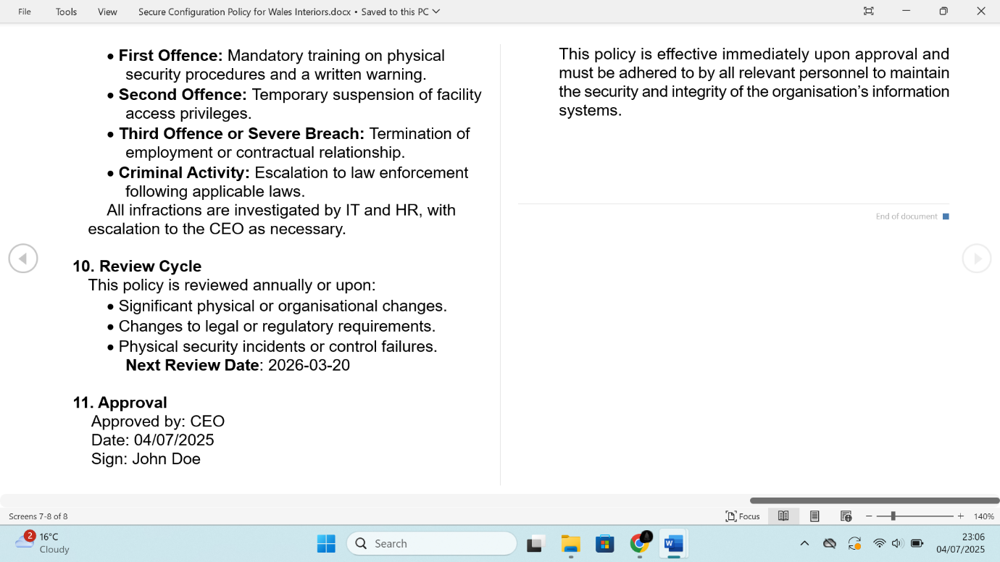 File Tools View Secure Configuration Policy for Wales Interiors.docx • Saved to this PC
• First Offence: Mandatory training on physical
security procedures and a written warning.
• Second Offence: Temporary suspension of facility
access privileges.
• Third Offence or Severe Breach: Termination of
employment or contractual relationship.
• Criminal Activity: Escalation to law enforcement
following applicable laws.
All infractions are investigated by IT and HR, with
escalation to the CEO as necessary.
10. Review Cycle
This policy is reviewed annually or upon:
• Significant physical or organisational changes.
• Changes to legal or regulatory requirements.
• Physical security incidents or control failures.
Next Review Date: 2026-03-20
11. Approval
Approved by: CEO
Date: 04/07/2025
Sign: John Doe
This policy is effective immediately upon approval and
must be adhered to by all relevant personnel to maintain
the security and integrity of the organisation’s information
systems.
End of document
Screens 7-8 of 8
Focus
140%
2
16°C
Cloudy
Search
23:06
04/07/2025